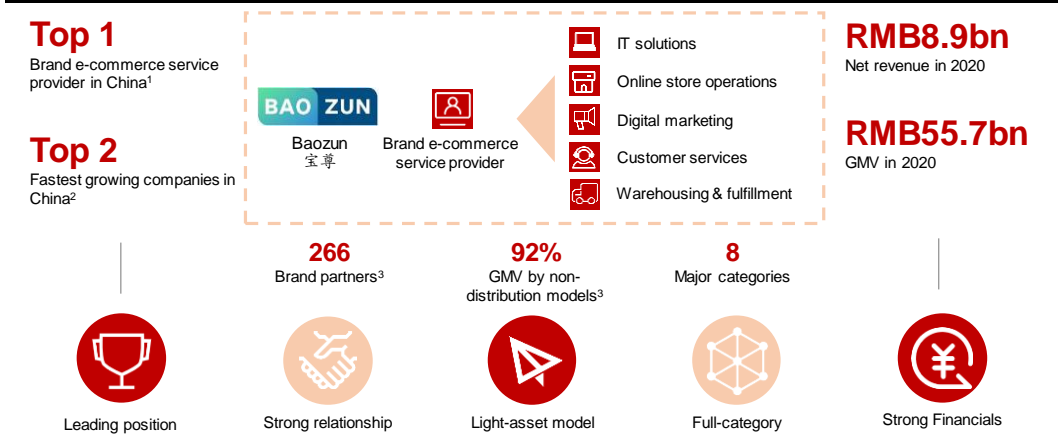 Top 1
Brand e-commerce service
provider in China¹
Top 2
Fastest growing companies in
China²
BAO ZUN
Baozun
宝尊
Brand e-commerce
service provider
IT solutions
Online store operations
Digital marketing
Customer services
Warehousing & fulfillment
RMB8.9bn
Net revenue in 2020
RMB55.7bn
GMV in 2020
266
Brand partners³
92%
GMV by non-
distribution models³
8
Major categories
¥
Leading position
Strong relationship
Light-asset model
Full-category
Strong Financials